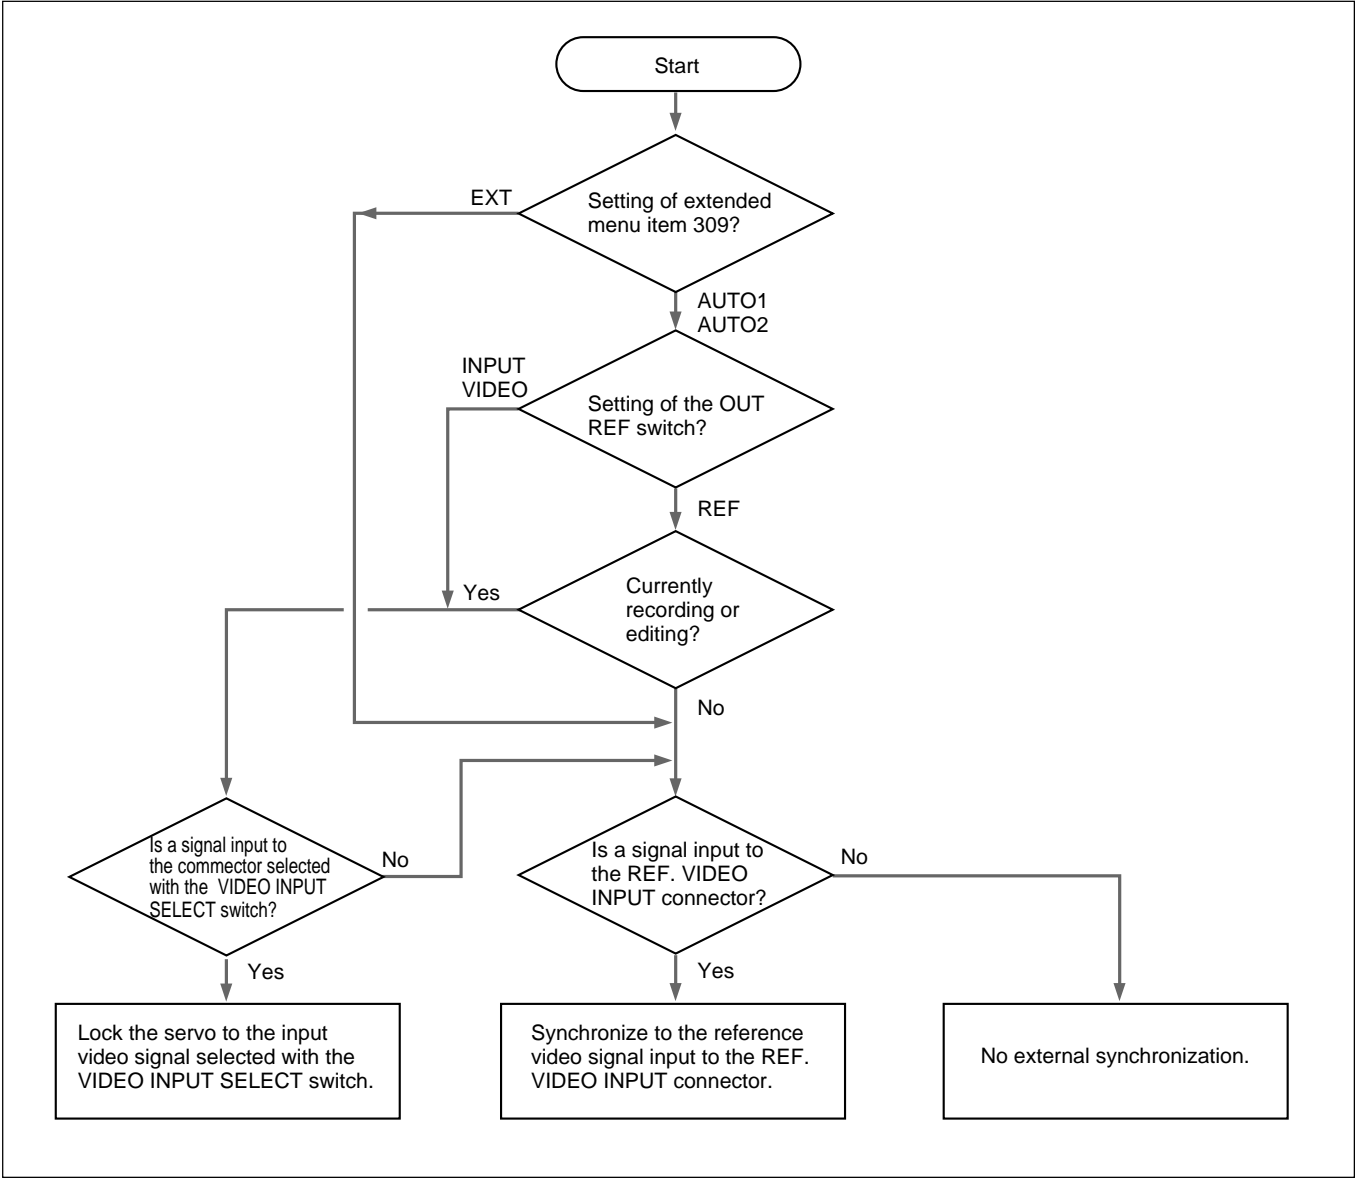 Start
EXT
Setting of extended
menu item 309?
AUTO1
AUTO2
INPUT
VIDEO
Setting of the OUT
REF switch?
REF
Yes
Currently
recording or
editing?
No
Is a signal input to
the commector selected
with the VIDEO INPUT
SELECT switch?
No
Is a signal input to
the REF. VIDEO
INPUT connector?
No
Yes
Yes
Lock the servo to the input
video signal selected with the
VIDEO INPUT SELECT switch.
Synchronize to the reference
video signal input to the REF.
VIDEO INPUT connector.
No external synchronization.